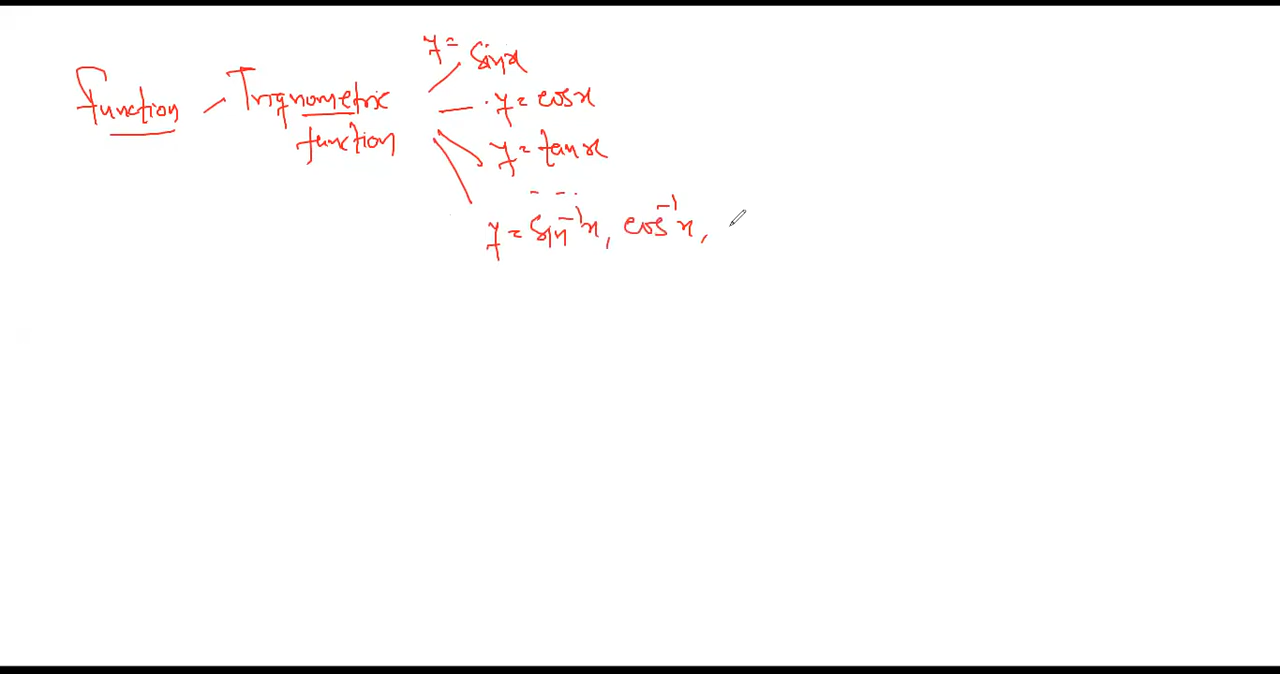 y = sinx
Function - Trignometric
y = cosx
function
y = tanx
- - .
y = sin⁻¹x, cos⁻¹x,